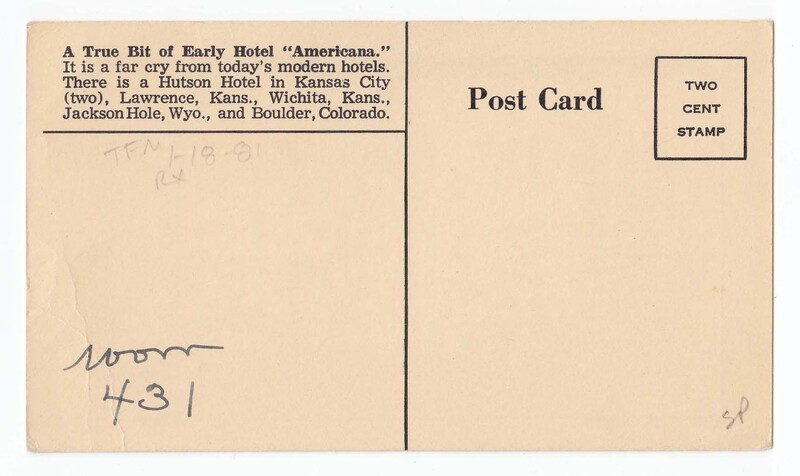 A True Bit of Early Hotel "Americana."
It is a far cry from today's modern hotels.
There is a Hutson Hotel in Kansas City
(two), Lawrence, Kans., Wichita, Kans.,
Jackson Hole, Wyo., and Boulder, Colorado.
Post Card
TWO
CENT
STAMP
TFN 1-18-81
RX
room
431